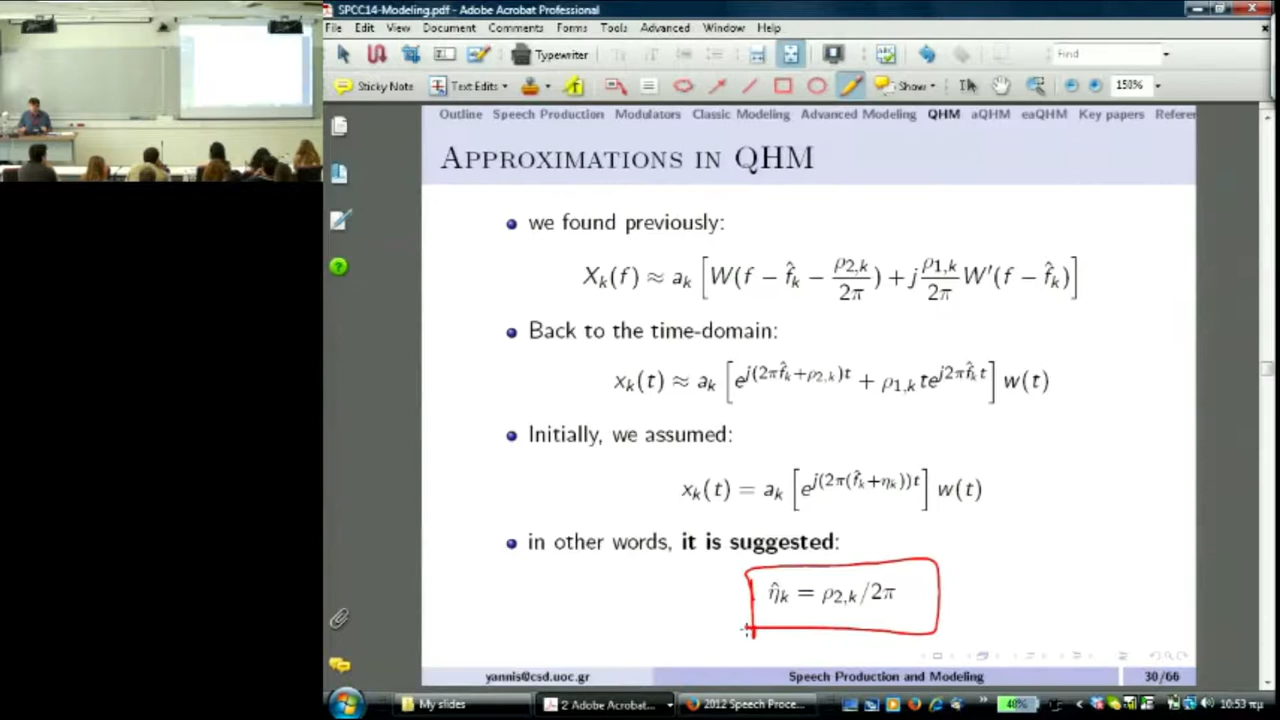 SPCC14-Modeling.pdf - Adobe Acrobat Professional
File Edit View Document Comments Forms Tools Advanced Window Help
Typewriter Find
Sticky Note Text Edits Show 150%
Outline Speech Production Modulators Classic Modeling Advanced Modeling QHM aQHM eaQHM Key papers Referen
Approximations in QHM
we found previously:
X_k(f) ≈ a_k [W(f − f̂_k − ρ_{2,k}/2π) + j ρ_{1,k}/2π W′(f − f̂_k)]
Back to the time-domain:
x_k(t) ≈ a_k [e^{j(2πf̂_k+ρ_{2,k})t} + ρ_{1,k} te^{j2πf̂_k t}] w(t)
Initially, we assumed:
x_k(t) = a_k [e^{j(2π(f̂_k+η_k))t}] w(t)
in other words, it is suggested:
η̂_k = ρ_{2,k}/2π
yannis@csd.uoc.gr Speech Production and Modeling 30/66
My slides 2 Adobe Acrobat... 2012 Speech Proce... 48% 10:53 πμ